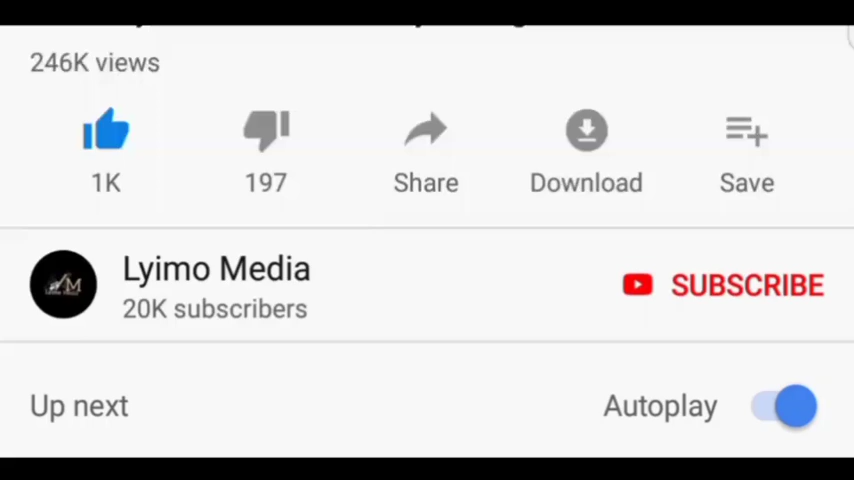 246K views
1K 197 Share Download Save
Lyimo Media
20K subscribers
SUBSCRIBE
Up next Autoplay